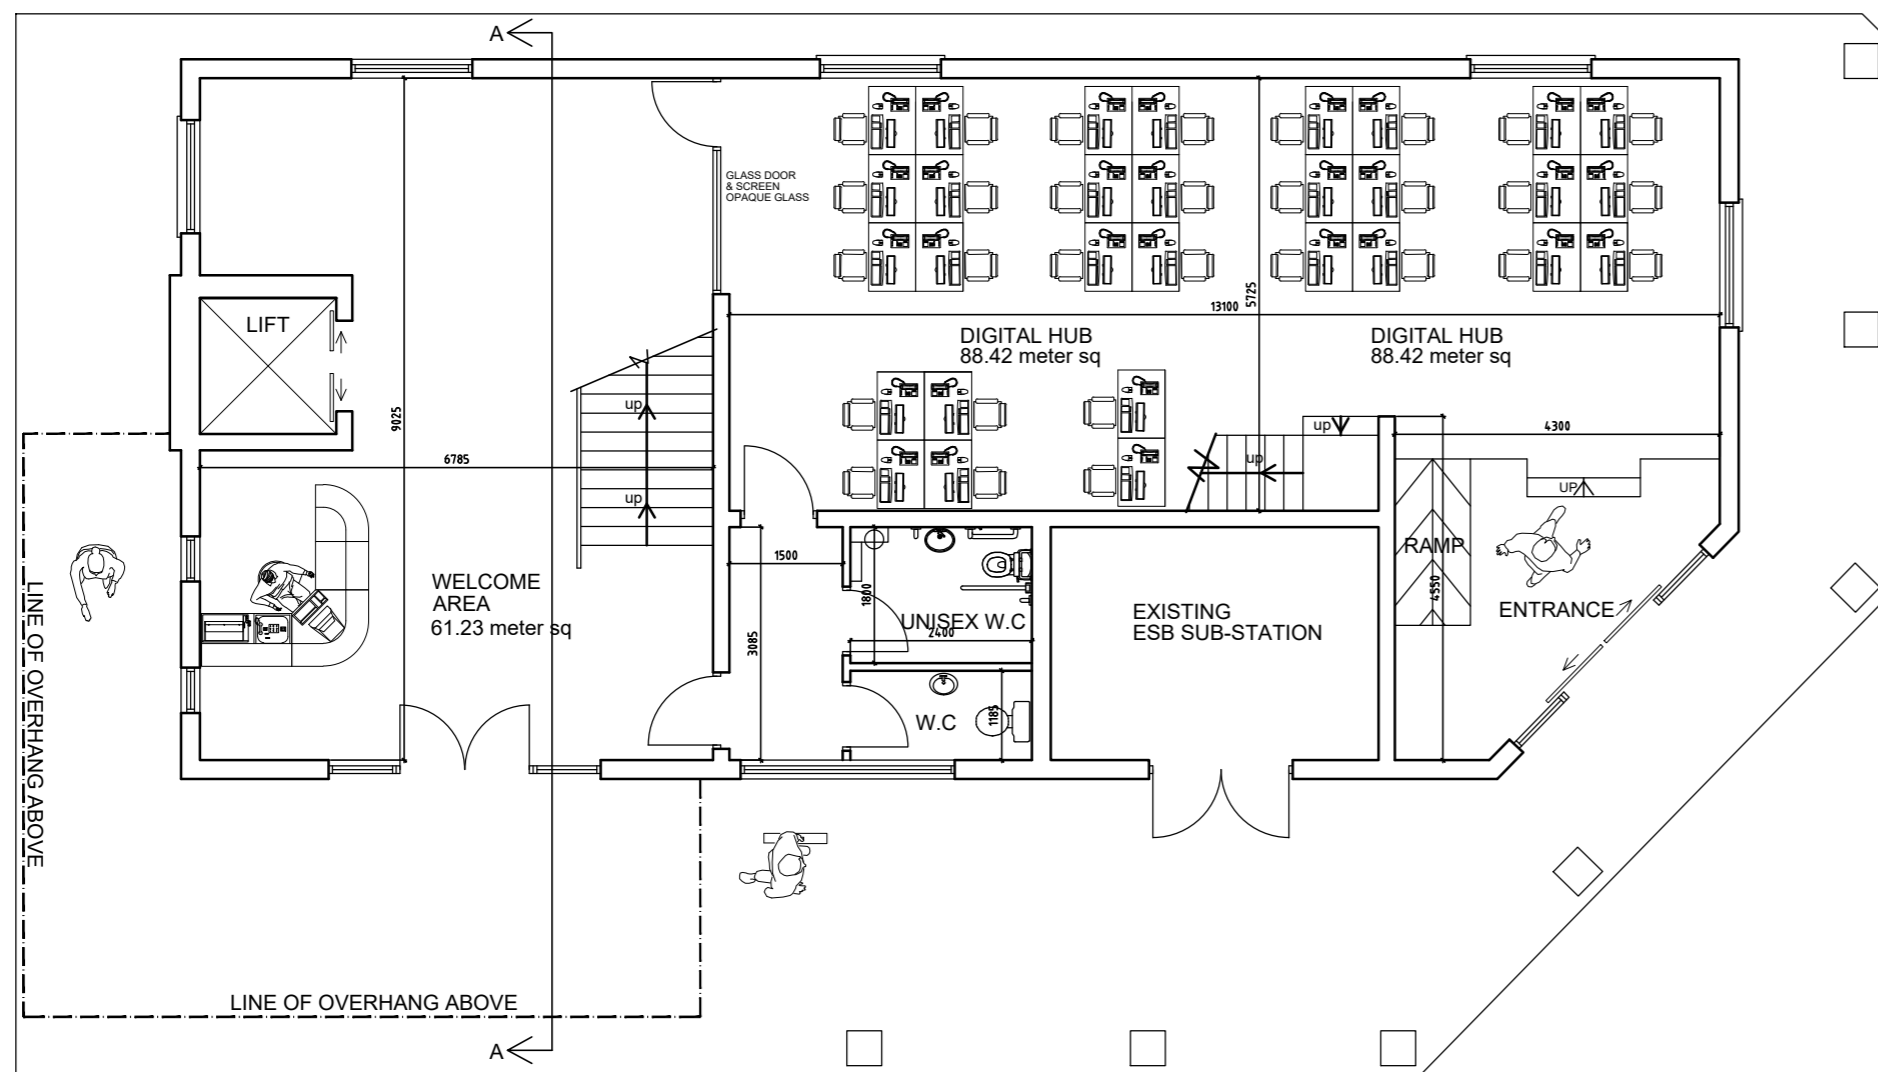 A
GLASS DOOR
& SCREEN
OPAQUE GLASS
5725
13100
LIFT
DIGITAL HUB
88.42 meter sq
DIGITAL HUB
88.42 meter sq
9025
up
up
4300
6785
up
up
UP
1500
RAMP
WELCOME
AREA
61.23 meter sq
1800
UNISEX W.C
2400
3085
EXISTING
ESB SUB-STATION
4550
ENTRANCE
W.C
1185
LINE OF OVERHANG ABOVE
LINE OF OVERHANG ABOVE
A